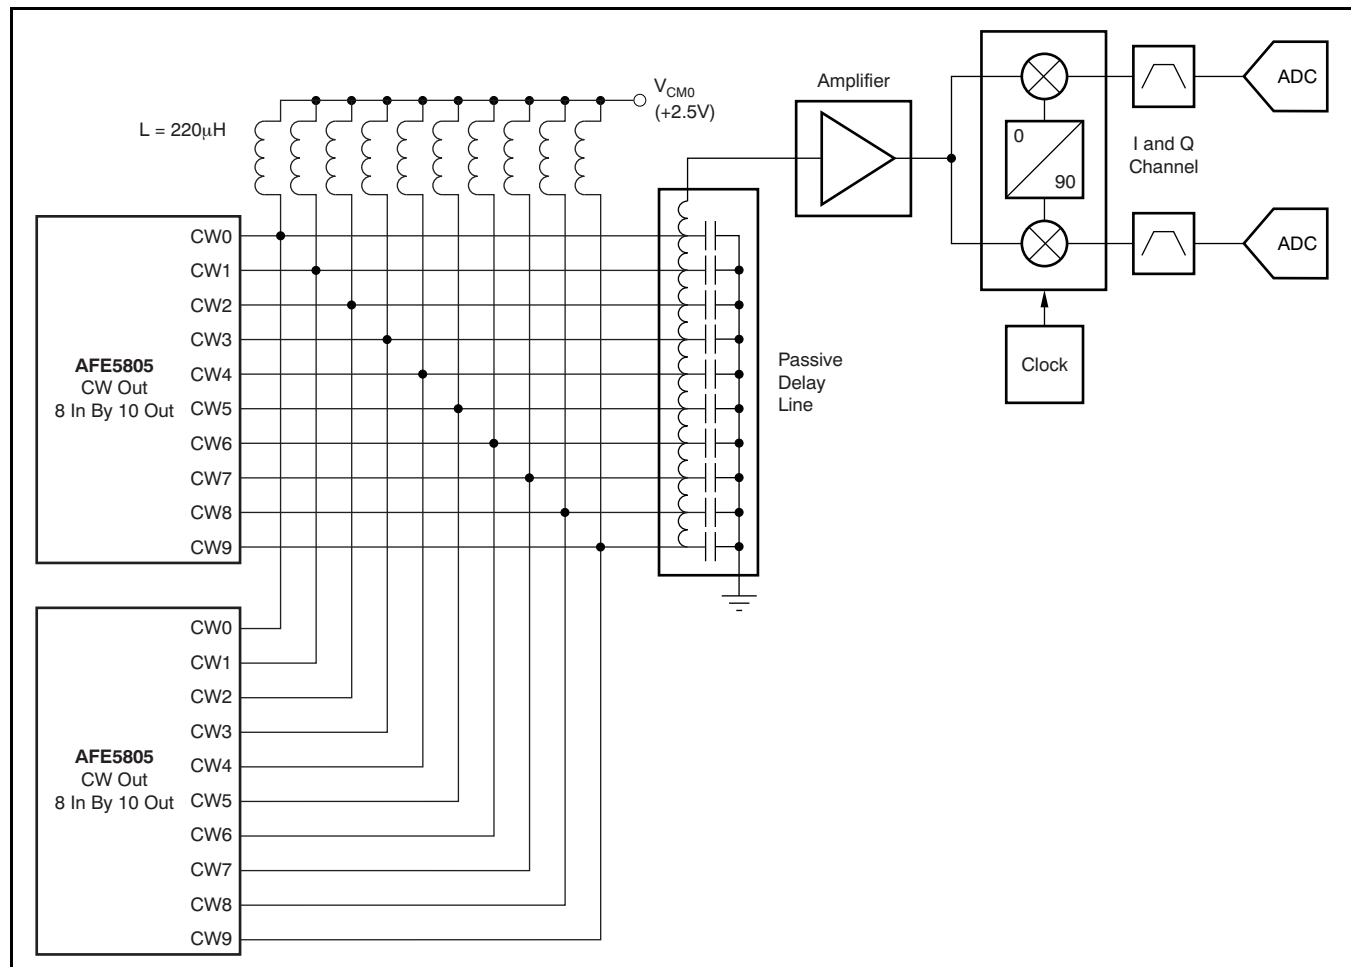 L = 220μH
VCM0
(+2.5V)
Amplifier
ADC
0
90
I and Q
Channel
ADC
Clock
AFE5805
CW Out
8 In By 10 Out
CW0
CW1
CW2
CW3
CW4
CW5
CW6
CW7
CW8
CW9
Passive
Delay
Line
AFE5805
CW Out
8 In By 10 Out
CW0
CW1
CW2
CW3
CW4
CW5
CW6
CW7
CW8
CW9